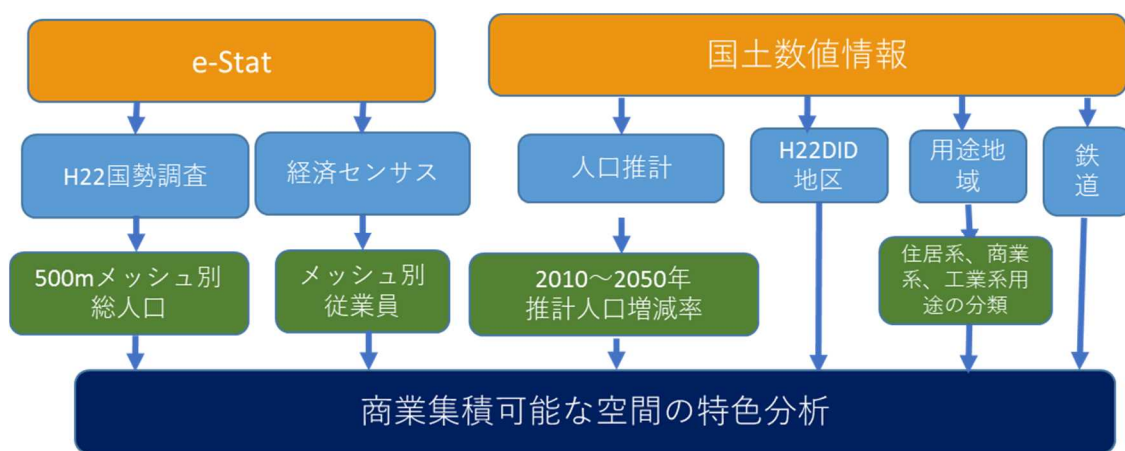 e-Stat
国土数値情報
H22国勢調査
経済センサス
人口推計
H22DID
地区
用途地
域
鉄
道
500mメッシュ別
総人口
メッシュ別
従業員
2010～2050年
推計人口増減率
住居系、商業
系、工業系用
途の分類
商業集積可能な空間の特色分析